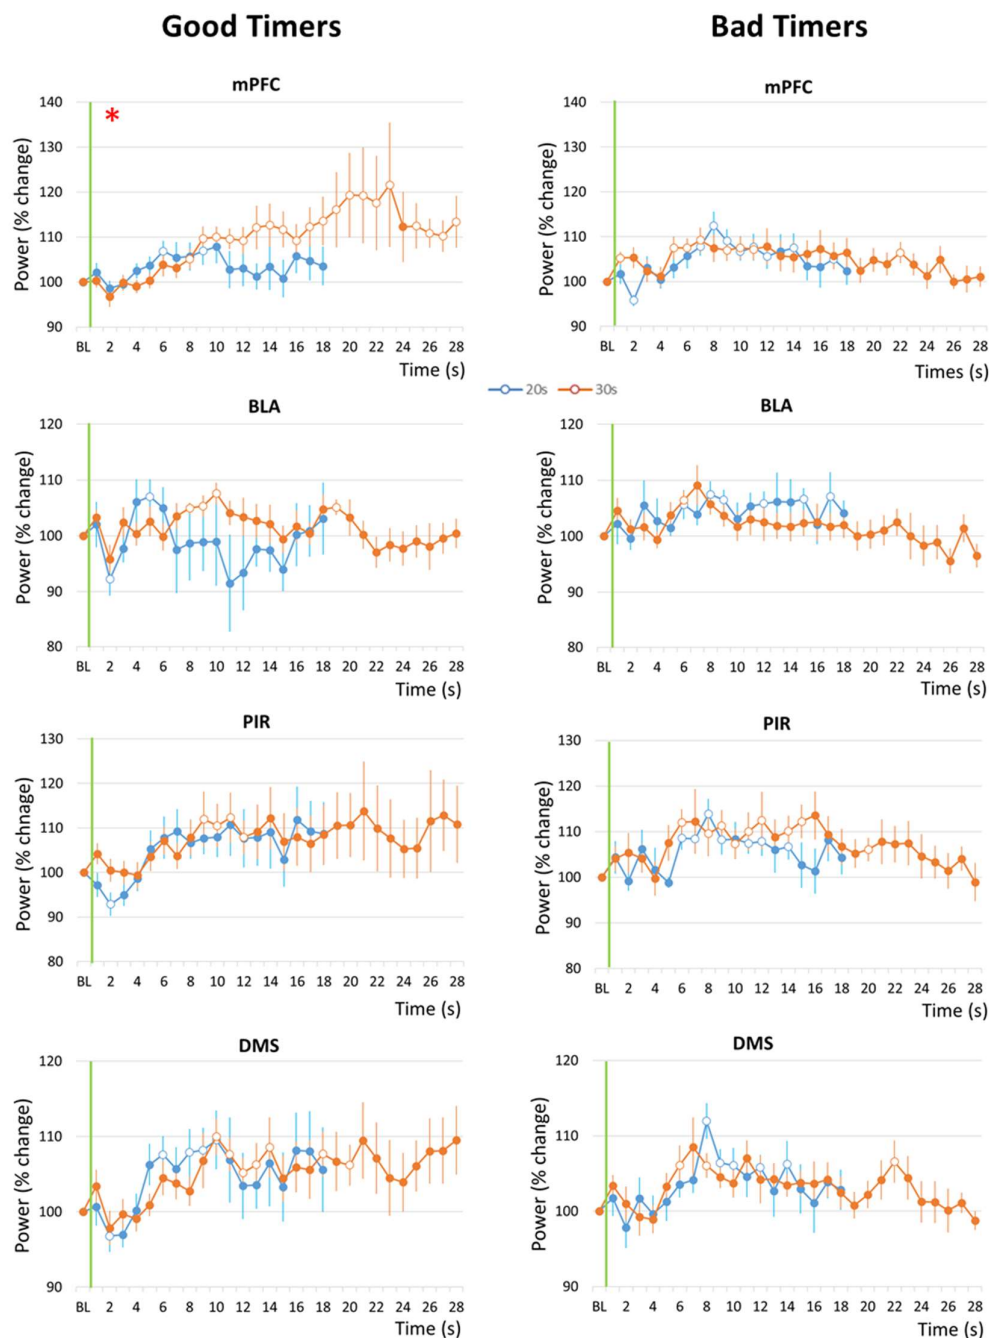 Good Timers
Bad Timers
mPFC
140
130
120
110
100
90
Power (% change)
*
BL 2 4 6 8 10 12 14 16 18 20 22 24 26 28
Time (s)
mPFC
140
130
120
110
100
90
Power (% change)
BL 2 4 6 8 10 12 14 16 18 20 22 24 26 28
Times (s)
20s 30s
BLA
120
110
100
90
80
Power (% change)
BL 2 4 6 8 10 12 14 16 18 20 22 24 26 28
Time (s)
BLA
120
110
100
90
80
Power (% change)
BL 2 4 6 8 10 12 14 16 18 20 22 24 26 28
Time (s)
PIR
130
120
110
100
90
80
Power (% chnage)
BL 2 4 6 8 10 12 14 16 18 20 22 24 26 28
Time (s)
PIR
130
120
110
100
90
80
Power (% change)
BL 2 4 6 8 10 12 14 16 18 20 22 24 26 28
Time (s)
DMS
120
110
100
90
Power (% change)
BL 2 4 6 8 10 12 14 16 18 20 22 24 26 28
Time (s)
DMS
120
110
100
90
Power (% change)
BL 2 4 6 8 10 12 14 16 18 20 22 24 26 28
Time (s)